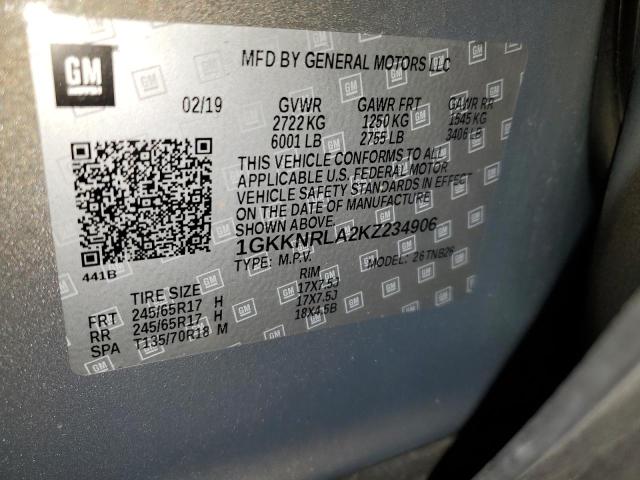 GM
MFD BY GENERAL MOTORS LLC
02/19 GVWR GAWR FRT GAWR RR
2722 KG 1250 KG 1545 KG
6001 LB 2755 LB 3406 LB
THIS VEHICLE CONFORMS TO ALL
APPLICABLE U.S. FEDERAL MOTOR
VEHICLE SAFETY STANDARDS IN EFFECT
ON THE DATE OF MANUFACTURE
SHOWN ABOVE.
1GKKNRLA2KZ234906
TYPE: M.P.V. MODEL: 26TNB26
441B
TIRE SIZE RIM
FRT 245/65R17 H 17X7.5J
RR 245/65R17 H 17X7.5J
SPA T135/70R18 M 18X4.5B